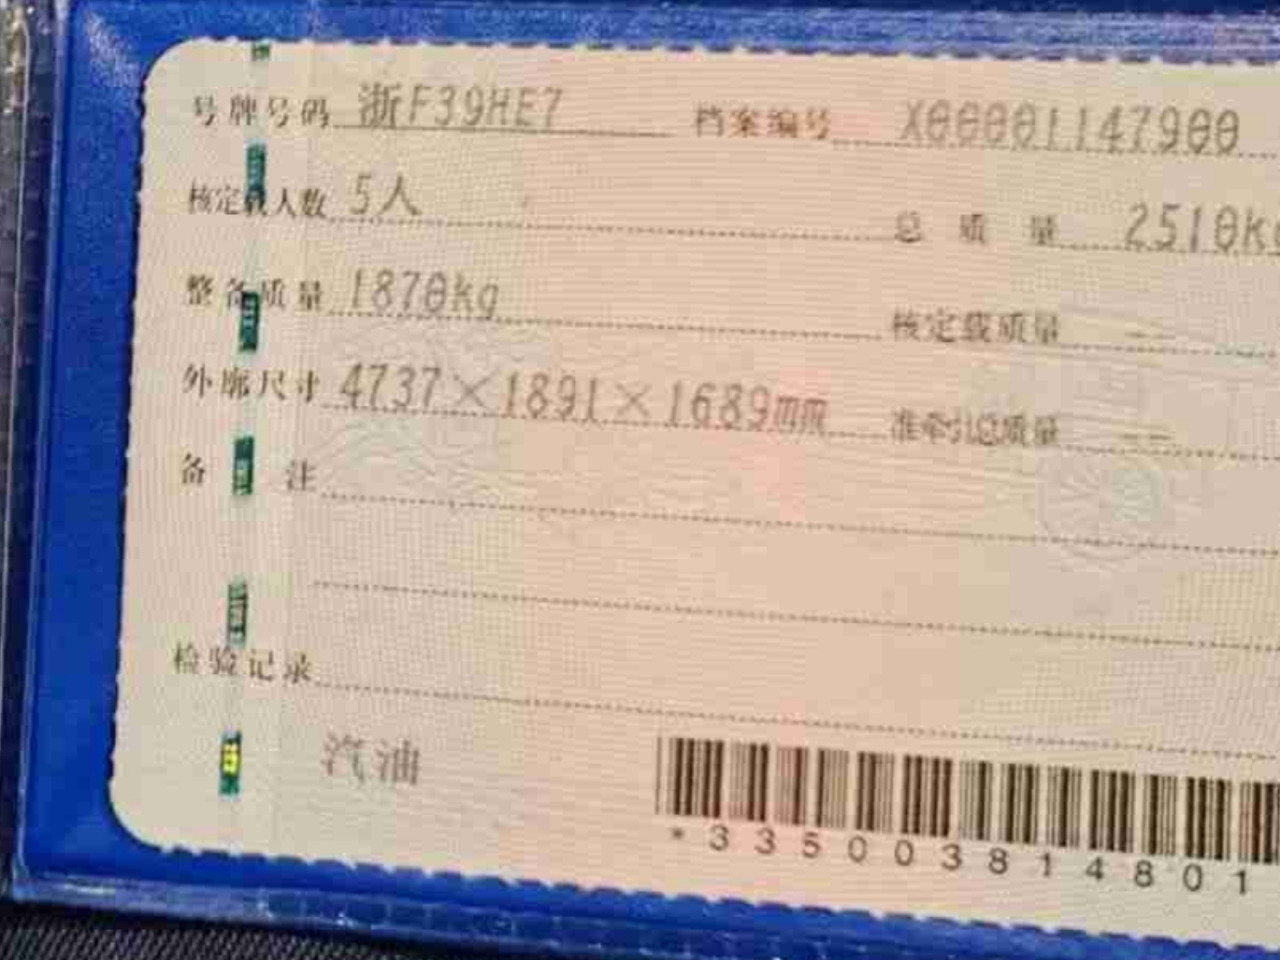 号牌号码 浙F39HE7 档案编号 X00001147900
核定载人数 5人 总质量 2510kg
整备质量 1870kg 核定载质量 --
外廓尺寸 4737×1891×1689mm 准牵引总质量 --
备注
检验记录
汽油
*33500381480 1